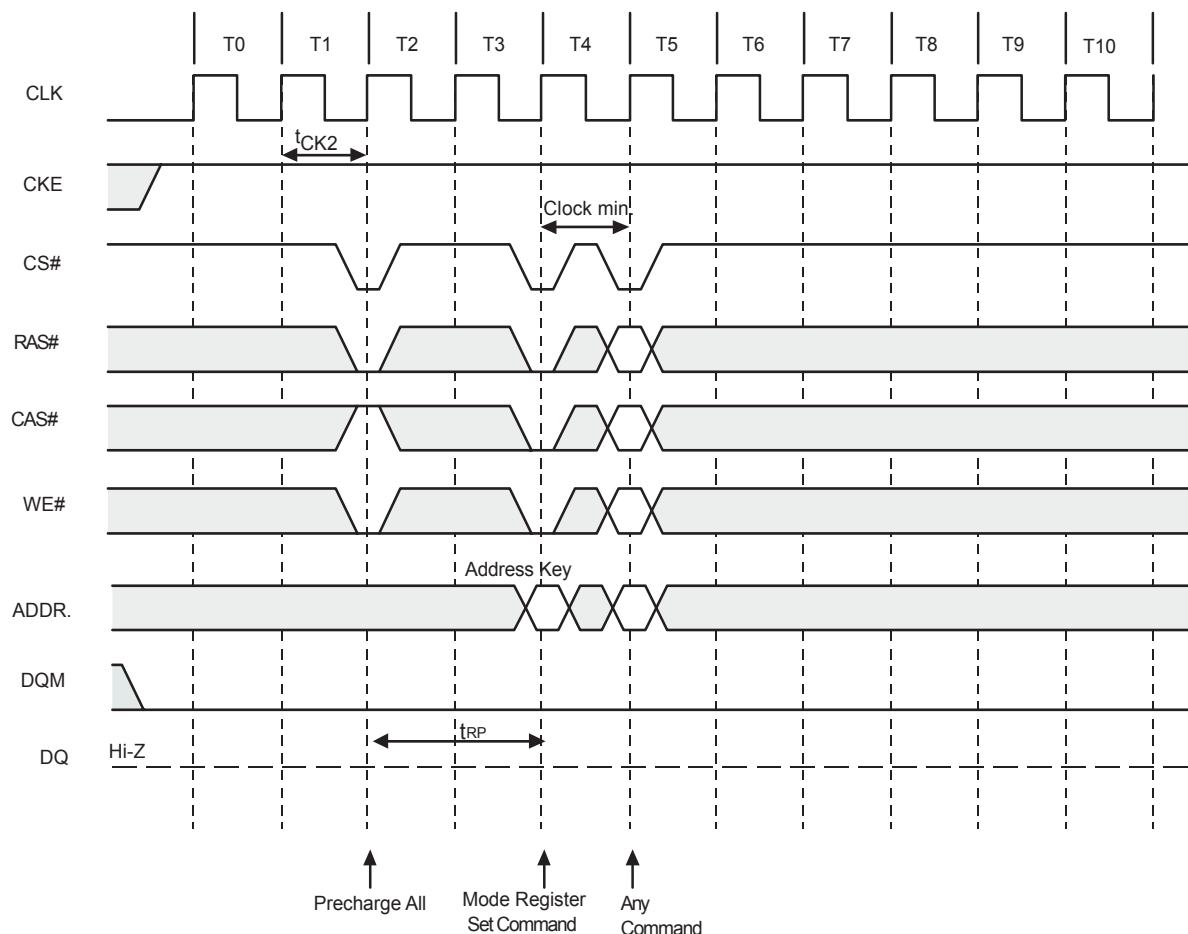 T0 T1 T2 T3 T4 T5 T6 T7 T8 T9 T10
CLK
tCK2
CKE
Clock min.
CS#
RAS#
CAS#
WE#
Address Key
ADDR.
DQM
tRP
DQ Hi-Z
Precharge All
Mode Register
Set Command
Any
Command